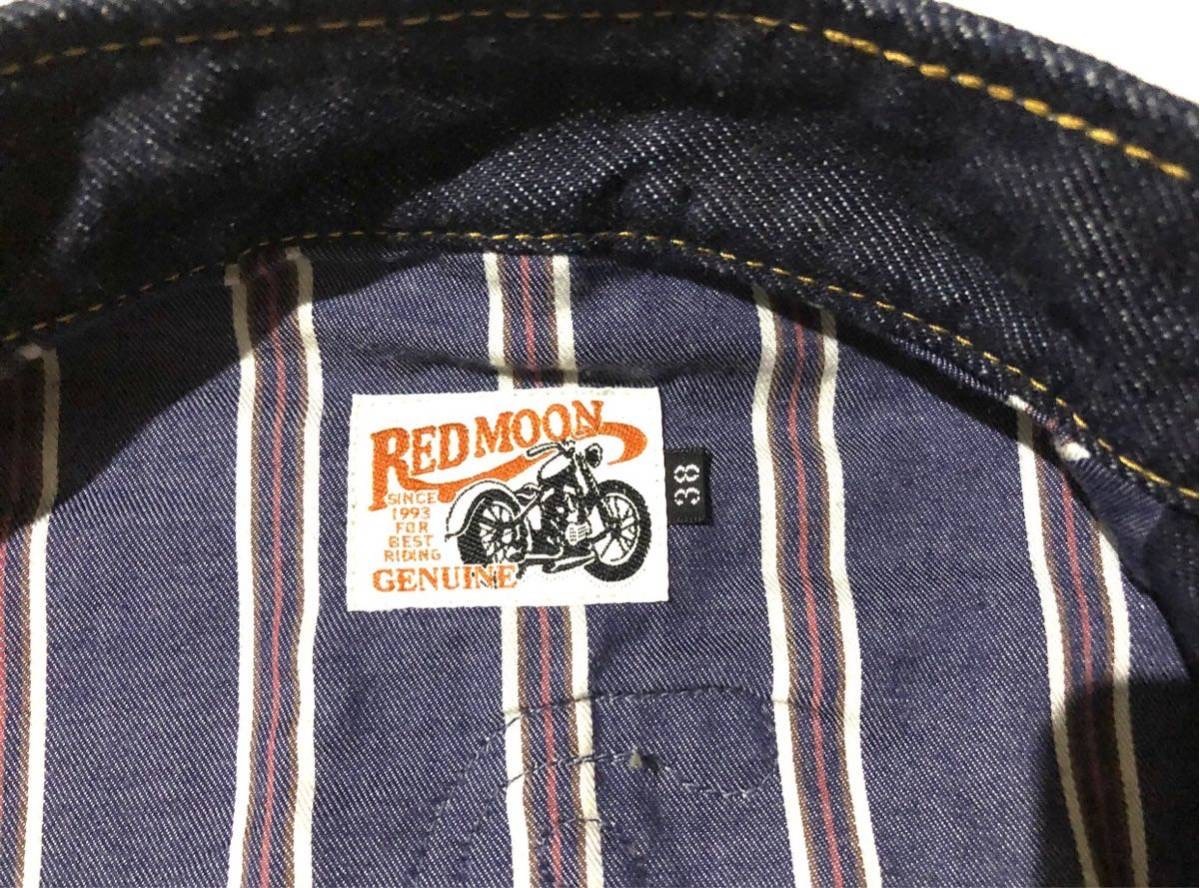 REDMOON
SINCE
1993
FOR
BEST
RIDING
GENUINE
38